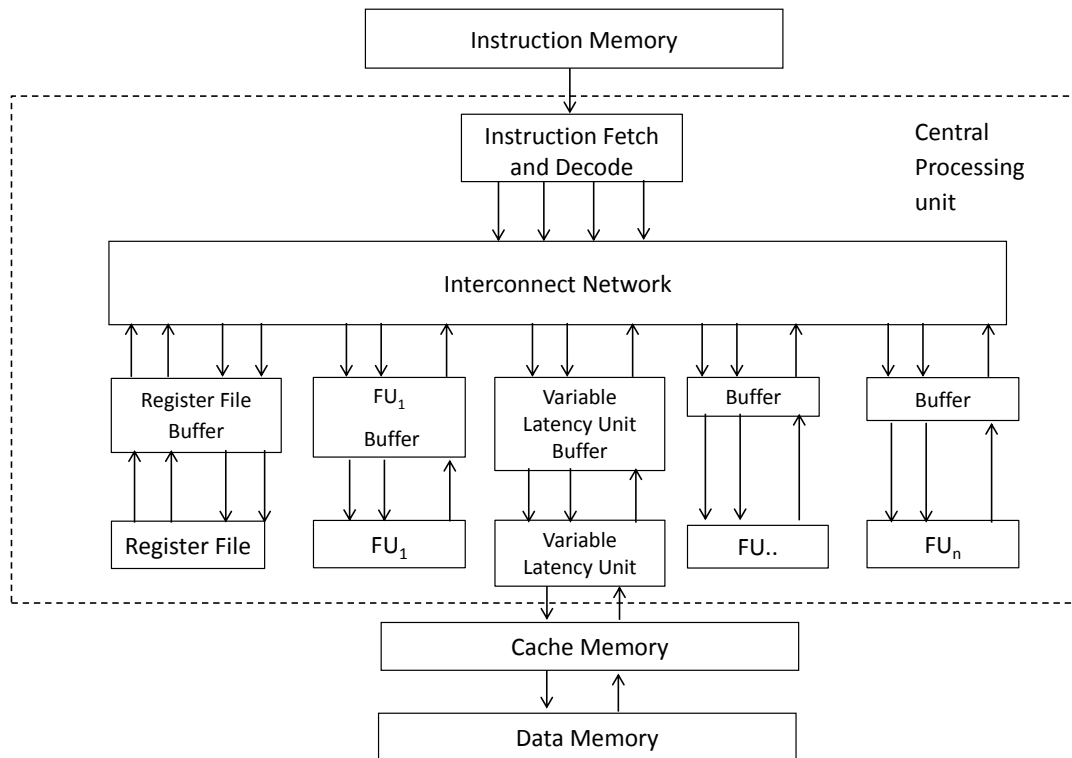 Instruction Memory
Instruction Fetch
and Decode
Central
Processing
unit
Interconnect Network
Register File
Buffer
FU₁
Buffer
Variable
Latency Unit
Buffer
Buffer
Buffer
Register File
FU₁
Variable
Latency Unit
FU..
FUₙ
Cache Memory
Data Memory